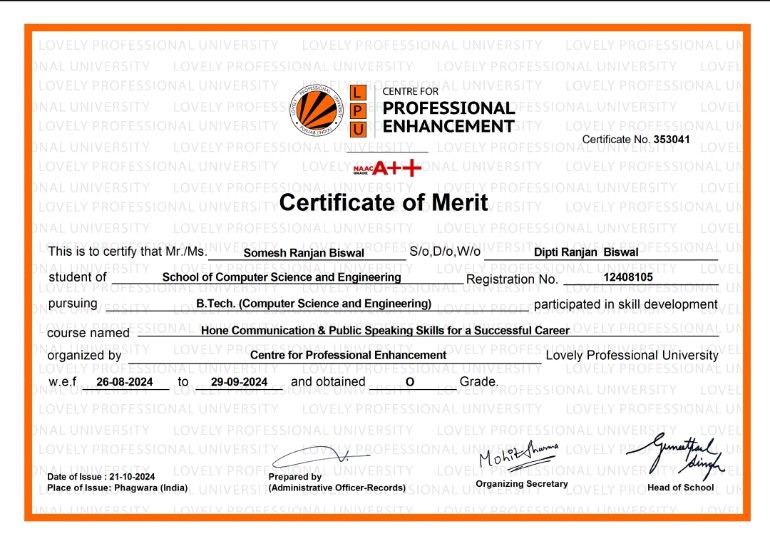 LPU
CENTRE FOR
PROFESSIONAL
ENHANCEMENT
Certificate No. 353041
NAAC GRADE A++
Certificate of Merit
This is to certify that Mr./Ms. Somesh Ranjan Biswal S/o,D/o,W/o Dipti Ranjan Biswal
student of School of Computer Science and Engineering Registration No. 12408105
pursuing B.Tech. (Computer Science and Engineering) participated in skill development
course named Hone Communication & Public Speaking Skills for a Successful Career
organized by Centre for Professional Enhancement Lovely Professional University
w.e.f 26-08-2024 to 29-09-2024 and obtained O Grade.
Mohit Sharma
Date of Issue : 21-10-2024
Place of Issue: Phagwara (India)
Prepared by
(Administrative Officer-Records)
Organizing Secretary
Head of School
LOVELY PROFESSIONAL UNIVERSITY